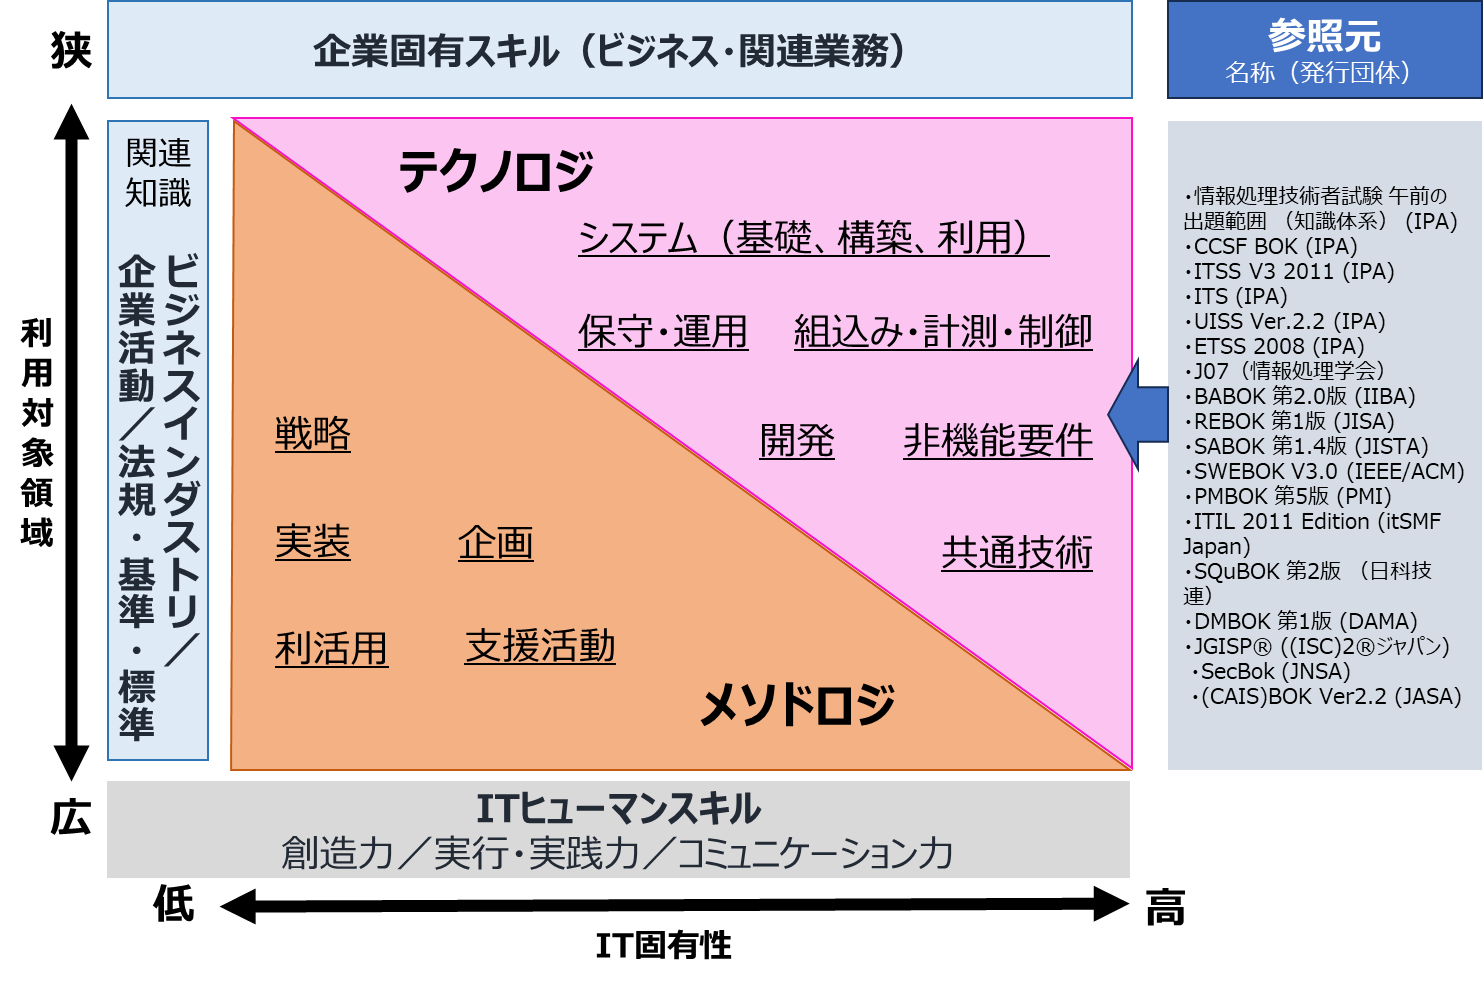 狭
企業固有スキル（ビジネス・関連業務）
参照元
名称（発行団体）
利用対象領域
関連
知識
ビジネスインダストリ／
企業活動／法規・基準・標準
テクノロジ
システム（基礎、構築、利用）
保守・運用 組込み・計測・制御
開発 非機能要件
共通技術
戦略
実装 企画
利活用 支援活動
メソドロジ
・情報処理技術者試験 午前の
出題範囲 （知識体系） (IPA)
・CCSF BOK (IPA)
・ITSS V3 2011 (IPA)
・ITS (IPA)
・UISS Ver.2.2 (IPA)
・ETSS 2008 (IPA)
・J07（情報処理学会）
・BABOK 第2.0版 (IIBA)
・REBOK 第1版 (JISA)
・SABOK 第1.4版 (JISTA)
・SWEBOK V3.0 (IEEE/ACM)
・PMBOK 第5版 (PMI)
・ITIL 2011 Edition (itSMF
Japan)
・SQuBOK 第2版 （日科技
連）
・DMBOK 第1版 (DAMA)
・JGISP® ((ISC)2®ジャパン)
・SecBok (JNSA)
・(CAIS)BOK Ver2.2 (JASA)
広
ITヒューマンスキル
創造力／実行・実践力／コミュニケーション力
低
高
IT固有性